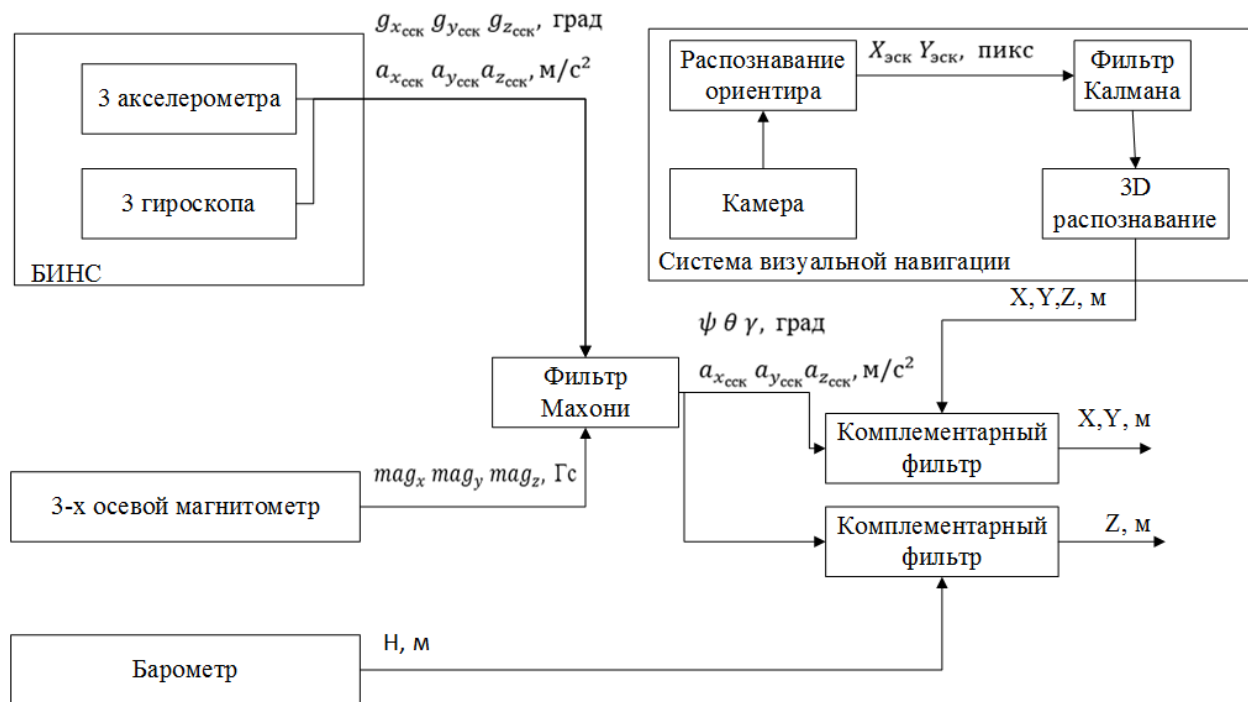 g_xсск g_yсск g_zсск, град
a_xсск a_yсск a_zсск, м/с²
3 акселерометра
3 гироскопа
БИНС
Распознавание
ориентира
X_эск Y_эск, пикс
Фильтр
Калмана
Камера
3D
распознавание
Система визуальной навигации
X,Y,Z, м
ψ θ γ, град
a_xсск a_yсск a_zсск, м/с²
Фильтр
Махони
Комплементарный
фильтр
X,Y, м
mag_x mag_y mag_z, Гс
3-х осевой магнитометр
Комплементарный
фильтр
Z, м
Н, м
Барометр